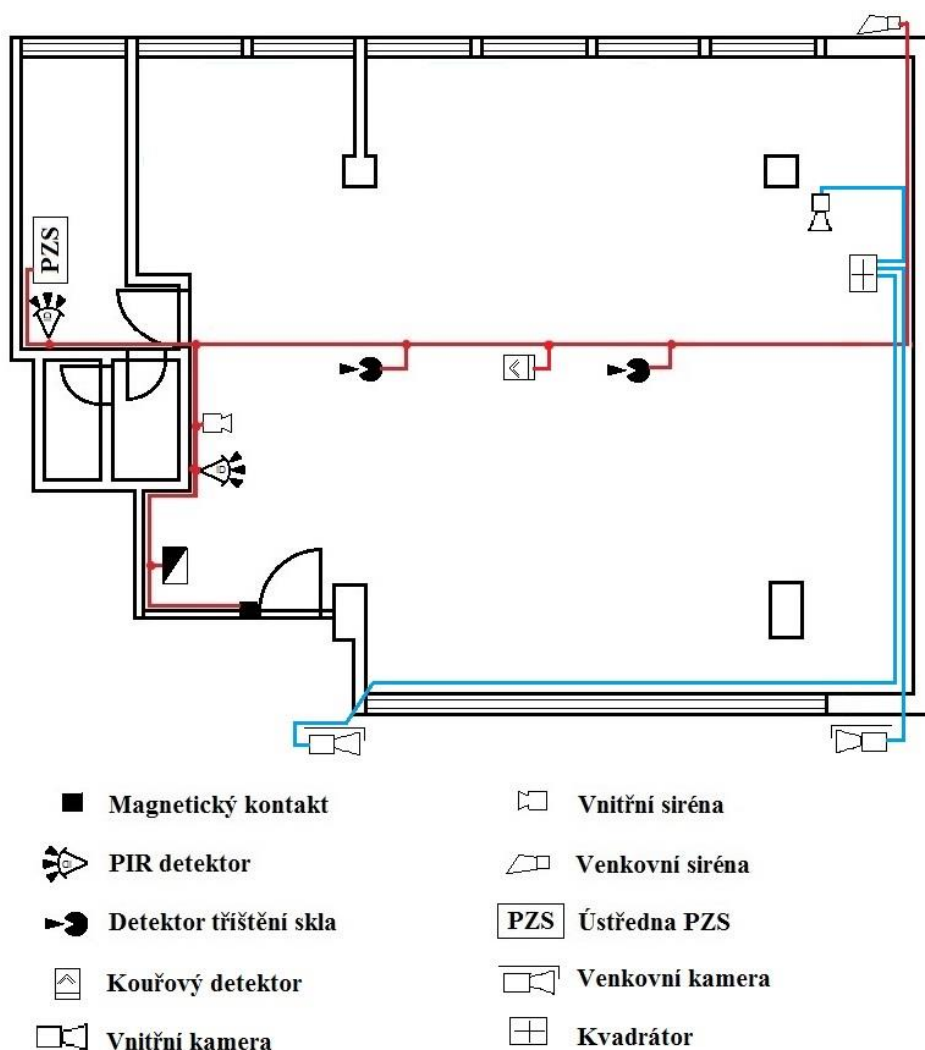 PZS
Magnetický kontakt
Vnitřní siréna
PIR detektor
Venkovní siréna
Detektor tříštění skla
PZS
Ústředna PZS
Kouřový detektor
Venkovní kamera
Vnitřní kamera
Kvadrátor